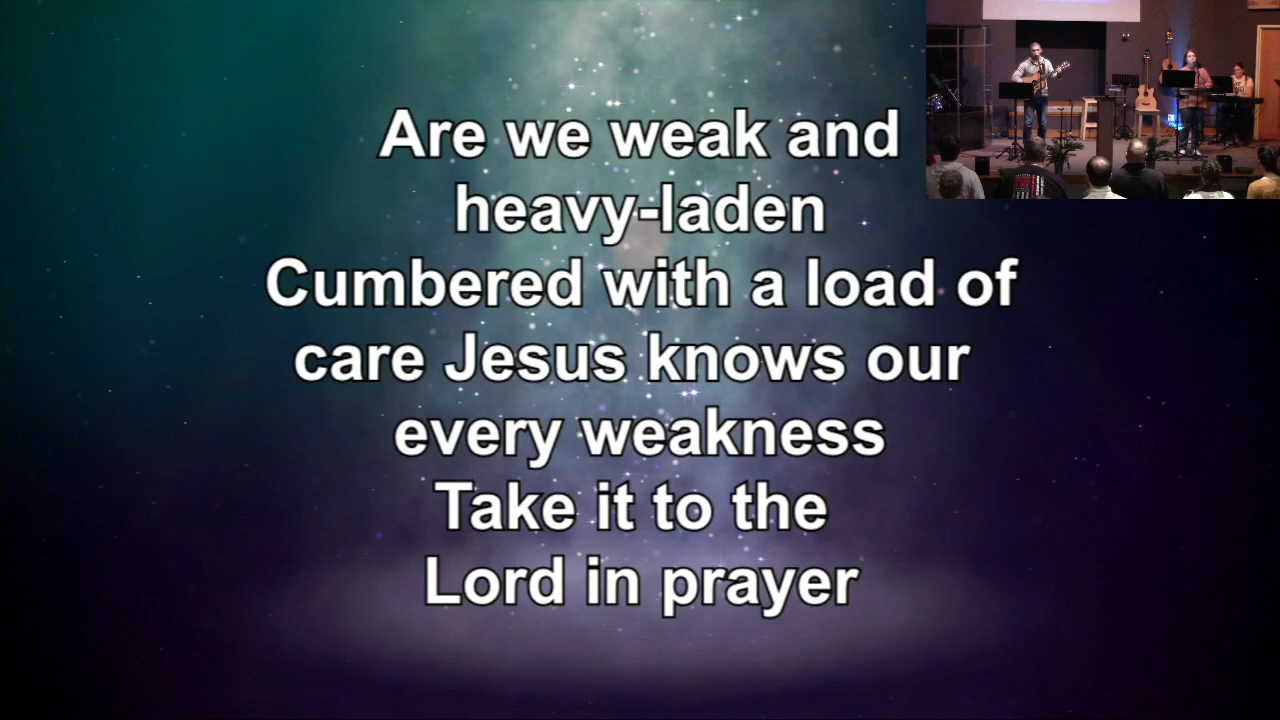 Are we weak and
heavy-laden
Cumbered with a load of
care Jesus knows our
every weakness
Take it to the
Lord in prayer